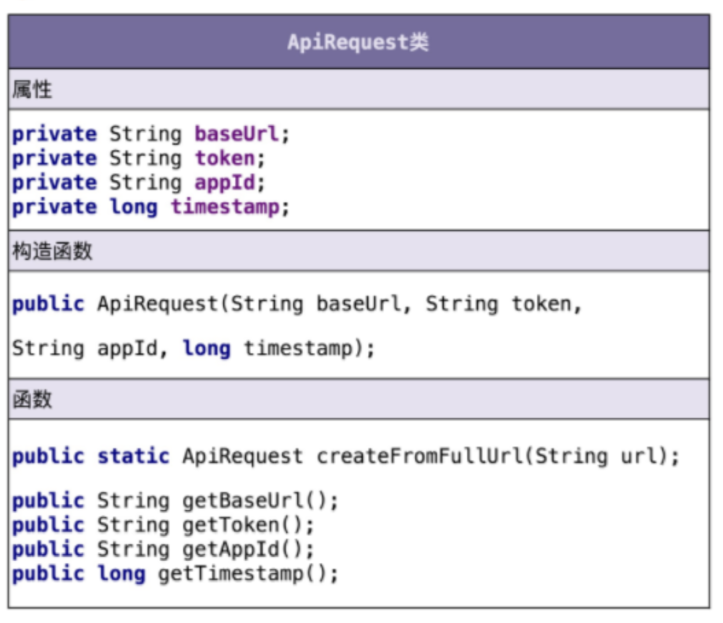 ApiRequest类
属性
private String baseUrl;
private String token;
private String appId;
private long timestamp;
构造函数
public ApiRequest(String baseUrl, String token,
String appId, long timestamp);
函数
public static ApiRequest createFromFullUrl(String url);
public String getBaseUrl();
public String getToken();
public String getAppId();
public long getTimestamp();